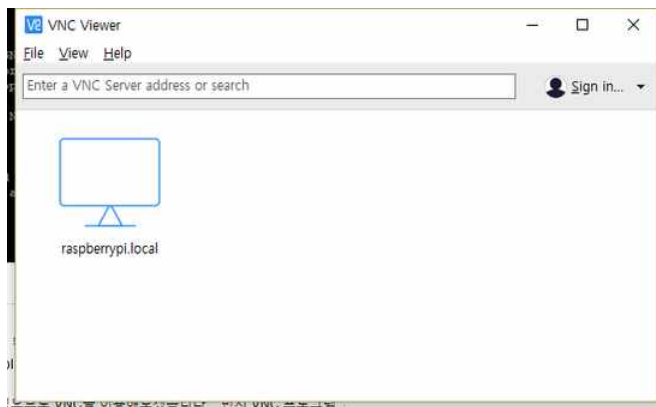 VNC Viewer
File View Help
Enter a VNC Server address or search
Sign in...
raspberrypi.local